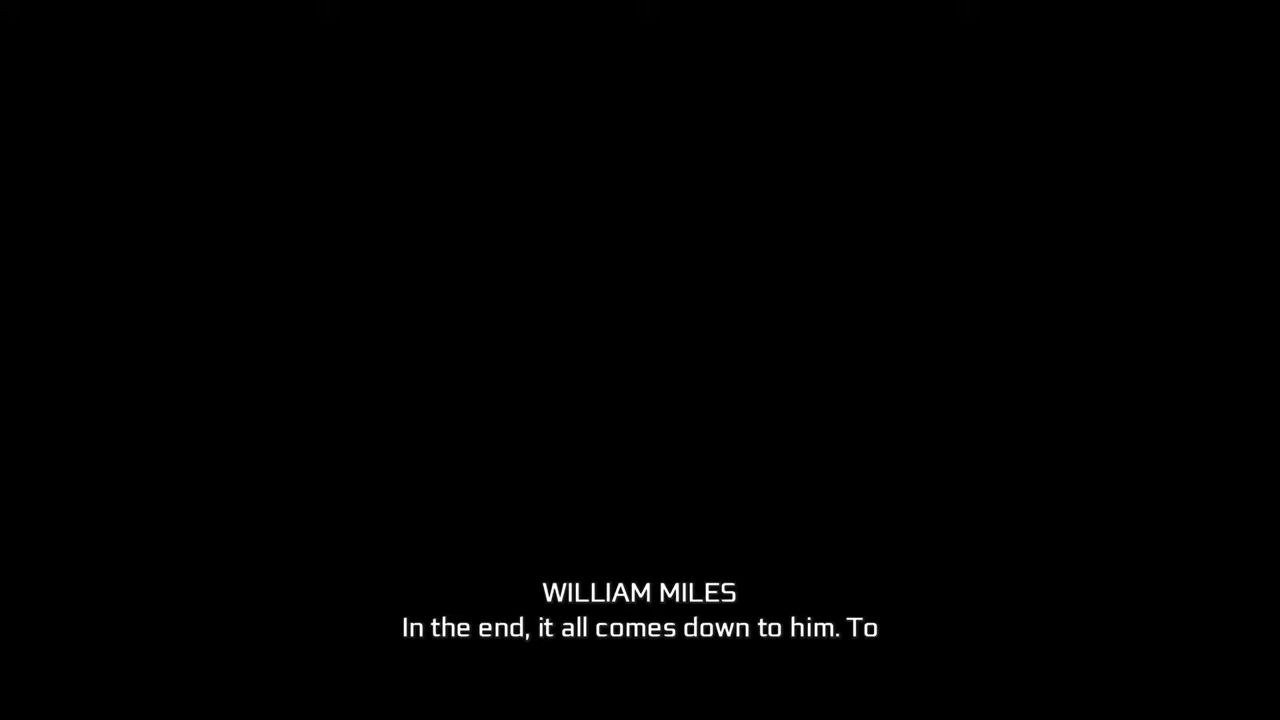 WILLIAM MILES
In the end, it all comes down to him. To